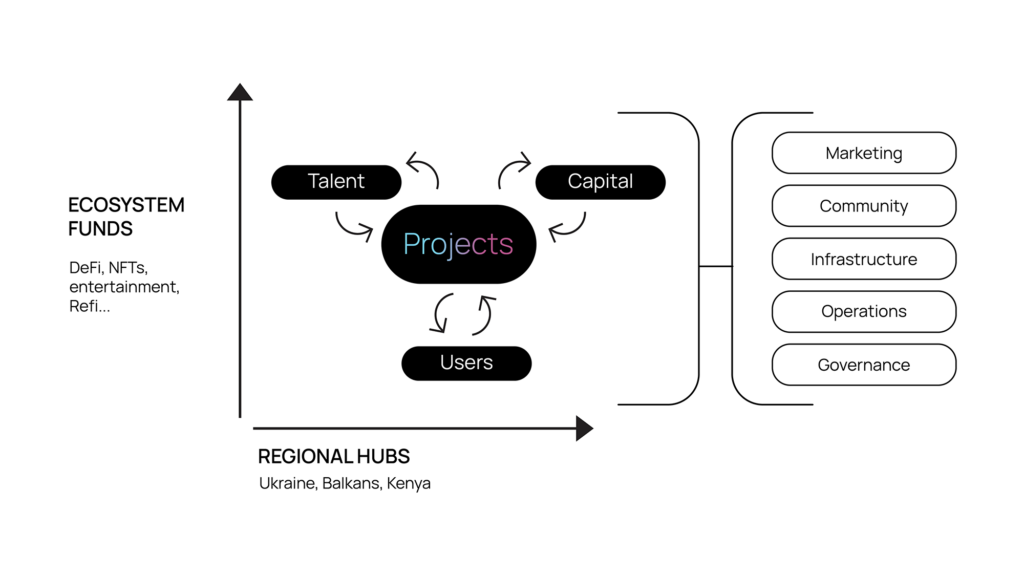 ECOSYSTEM
FUNDS
DeFi, NFTs,
entertainment,
Refi...
Talent
Capital
Projects
Users
REGIONAL HUBS
Ukraine, Balkans, Kenya
Marketing
Community
Infrastructure
Operations
Governance